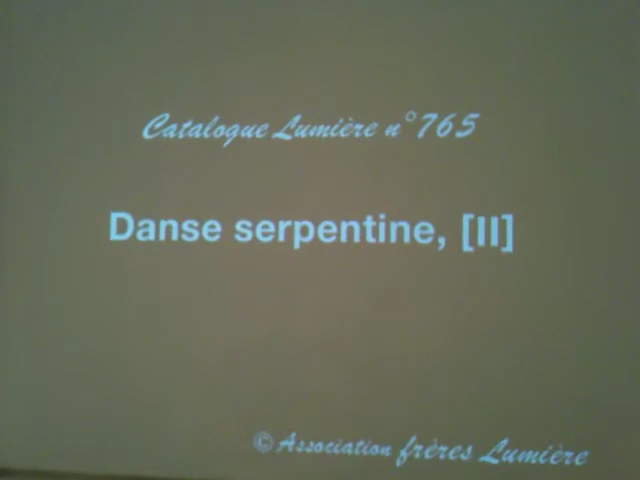 Catalogue Lumière n°765
Danse serpentine, [II]
© Association frères Lumière